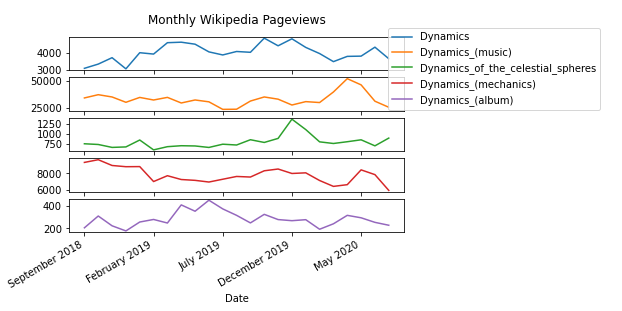 Monthly Wikipedia Pageviews
Dynamics
Dynamics_(music)
Dynamics_of_the_celestial_spheres
Dynamics_(mechanics)
Dynamics_(album)
4000
3000
50000
25000
1250
1000
750
8000
6000
400
200
September 2018
February 2019
July 2019
December 2019
May 2020
Date